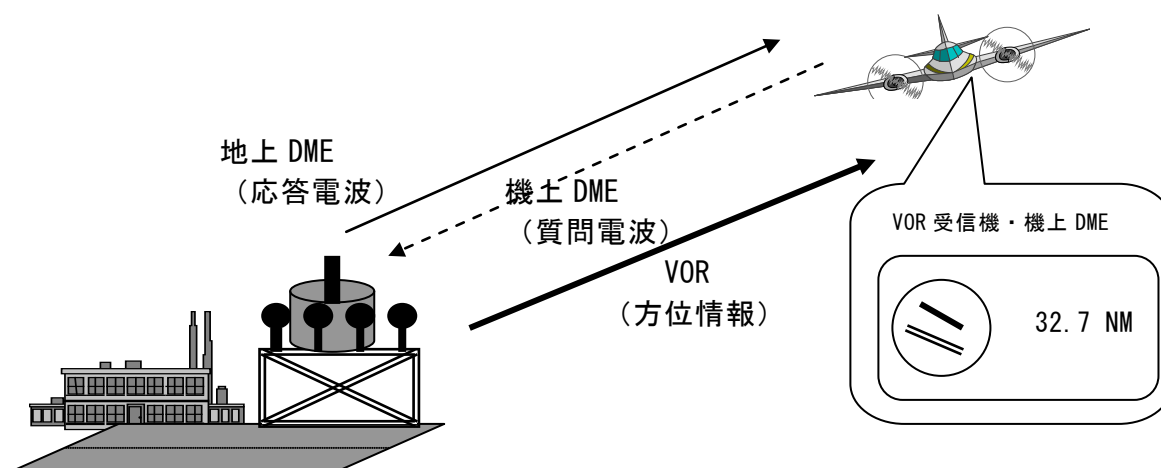 地上 DME
（応答電波）
機上 DME
（質問電波）
VOR
（方位情報）
VOR 受信機・機上 DME
32.7 NM